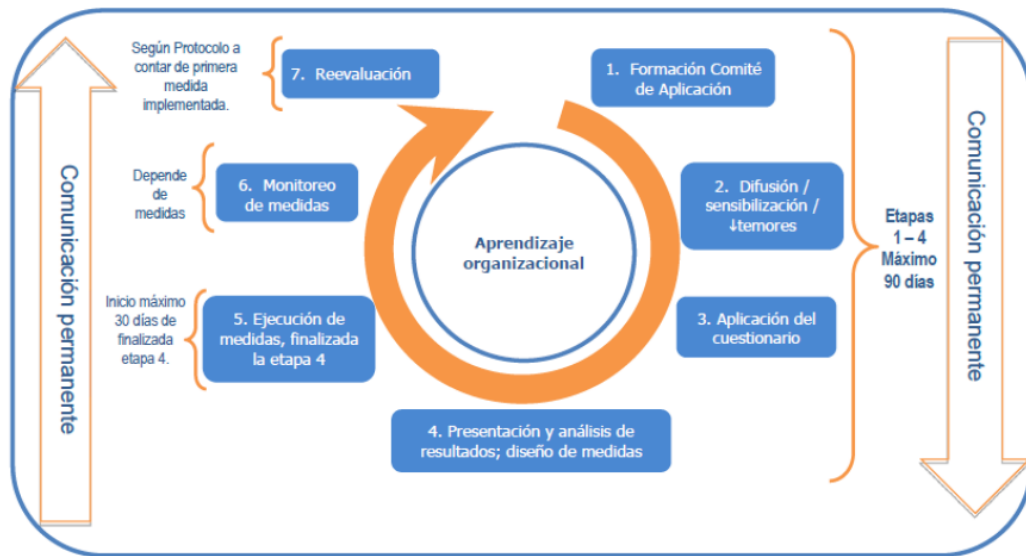 Según Protocolo a
contar de primera
medida
implementada.
7. Reevaluación
1. Formación Comité
de Aplicación
Comunicación permanente
Depende
de
medidas
6. Monitoreo
de medidas
2. Difusión /
sensibilización /
↓temores
Aprendizaje
organizacional
Etapas
1 – 4
Máximo
90 días
Comunicación permanente
Inicio máximo
30 días de
finalizada
etapa 4.
5. Ejecución de
medidas, finalizada
la etapa 4
3. Aplicación del
cuestionario
4. Presentación y análisis de
resultados; diseño de medidas